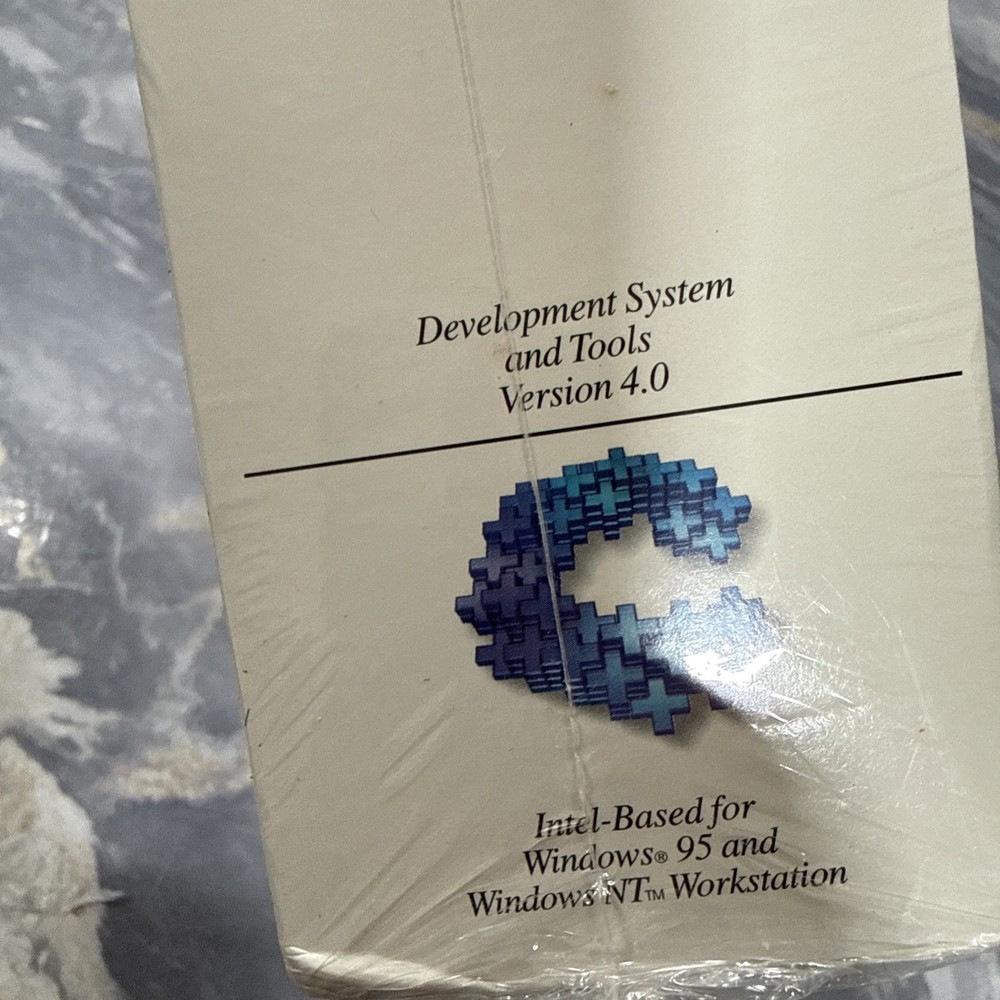 Development System
and Tools
Version 4.0
Intel-Based for
Windows® 95 and
Windows NT™ Workstation